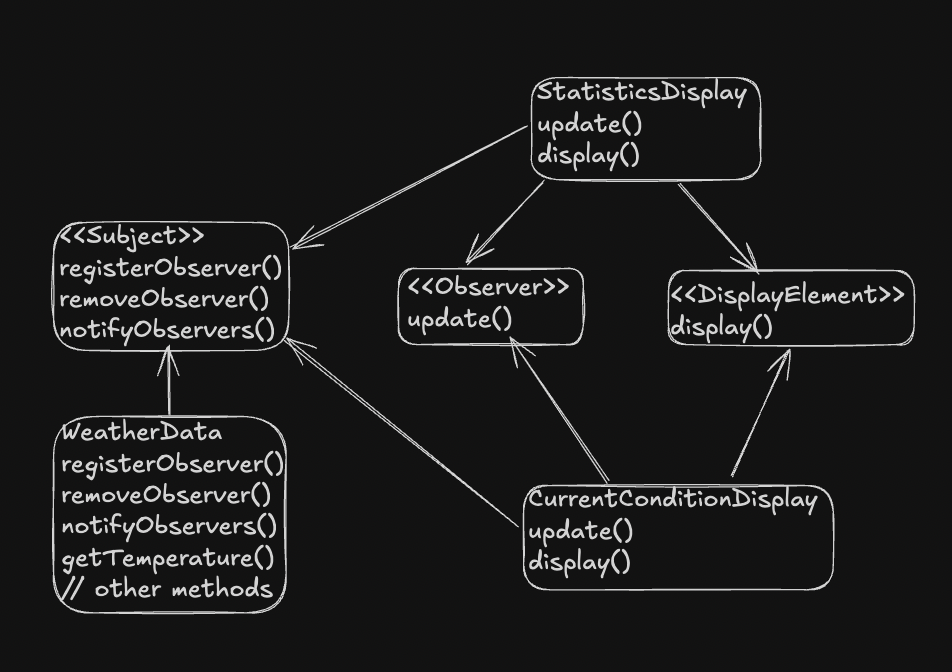 StatisticsDisplay
update()
display()
<<Subject>>
registerObserver()
removeObserver()
notifyObservers()
<<Observer>>
update()
<<DisplayElement>>
display()
WeatherData
registerObserver()
removeObserver()
notifyObservers()
getTemperature()
// other methods
CurrentConditionDisplay
update()
display()